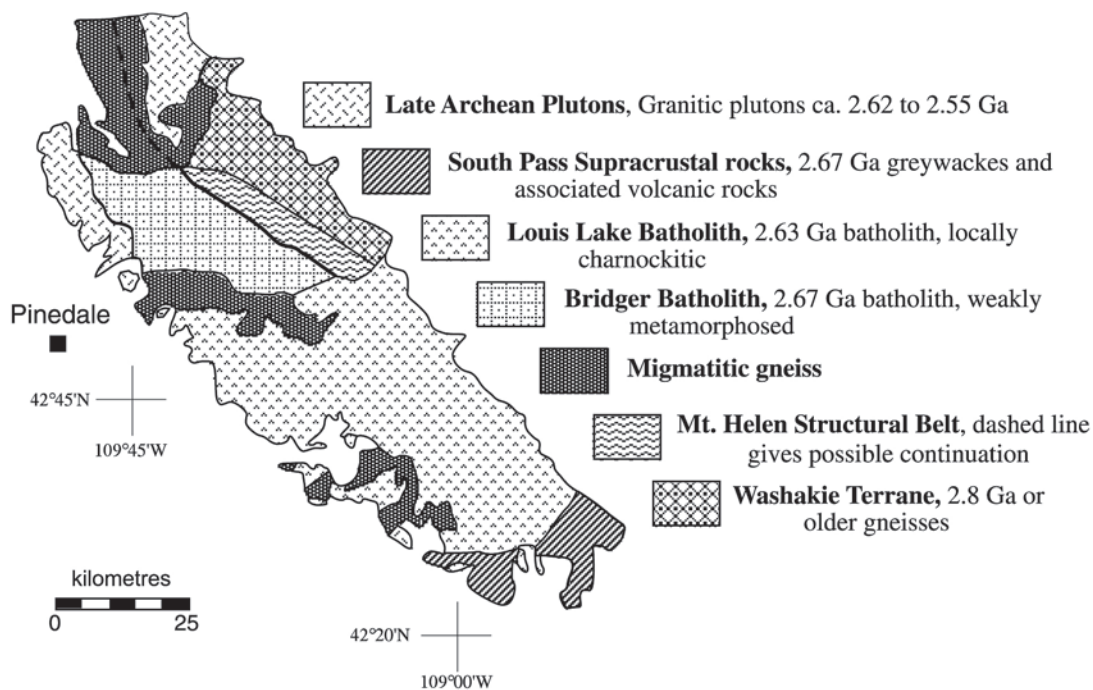 Late Archean Plutons, Granitic plutons ca. 2.62 to 2.55 Ga
South Pass Supracrustal rocks, 2.67 Ga greywackes and
associated volcanic rocks
Louis Lake Batholith, 2.63 Ga batholith, locally
charnockitic
Bridger Batholith, 2.67 Ga batholith, weakly
metamorphosed
Migmatitic gneiss
Mt. Helen Structural Belt, dashed line
gives possible continuation
Washakie Terrane, 2.8 Ga or
older gneisses
Pinedale
42°45'N
109°45'W
kilometres
0 25
42°20'N
109°00'W